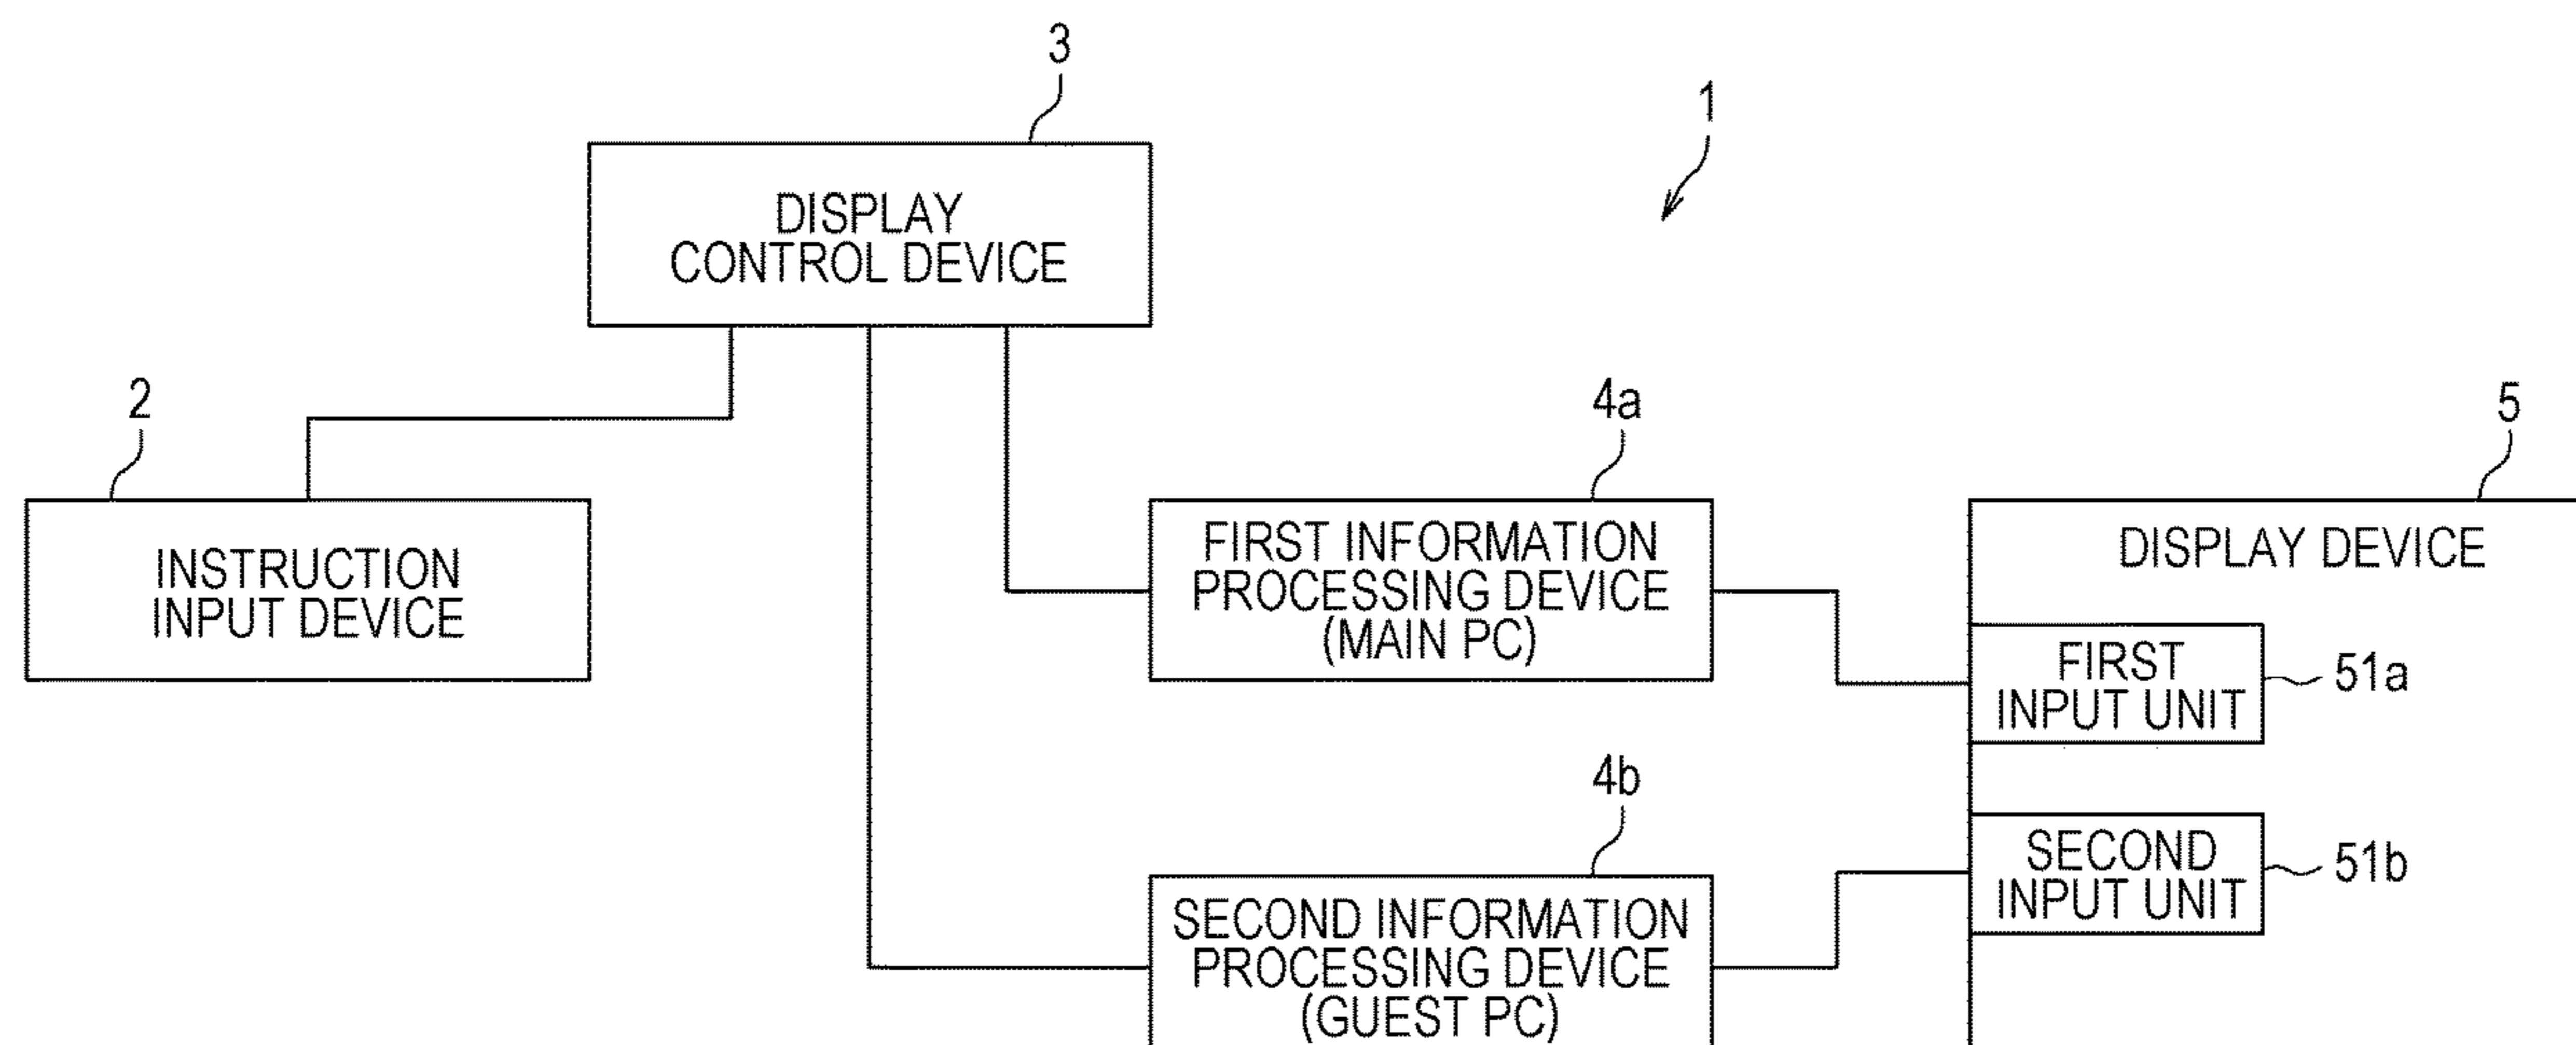 3
1
DISPLAY
CONTROL DEVICE
2
4a
5
INSTRUCTION
INPUT DEVICE
FIRST INFORMATION
PROCESSING DEVICE
(MAIN PC)
DISPLAY DEVICE
FIRST
INPUT UNIT
51a
4b
SECOND INFORMATION
PROCESSING DEVICE
(GUEST PC)
SECOND
INPUT UNIT
51b